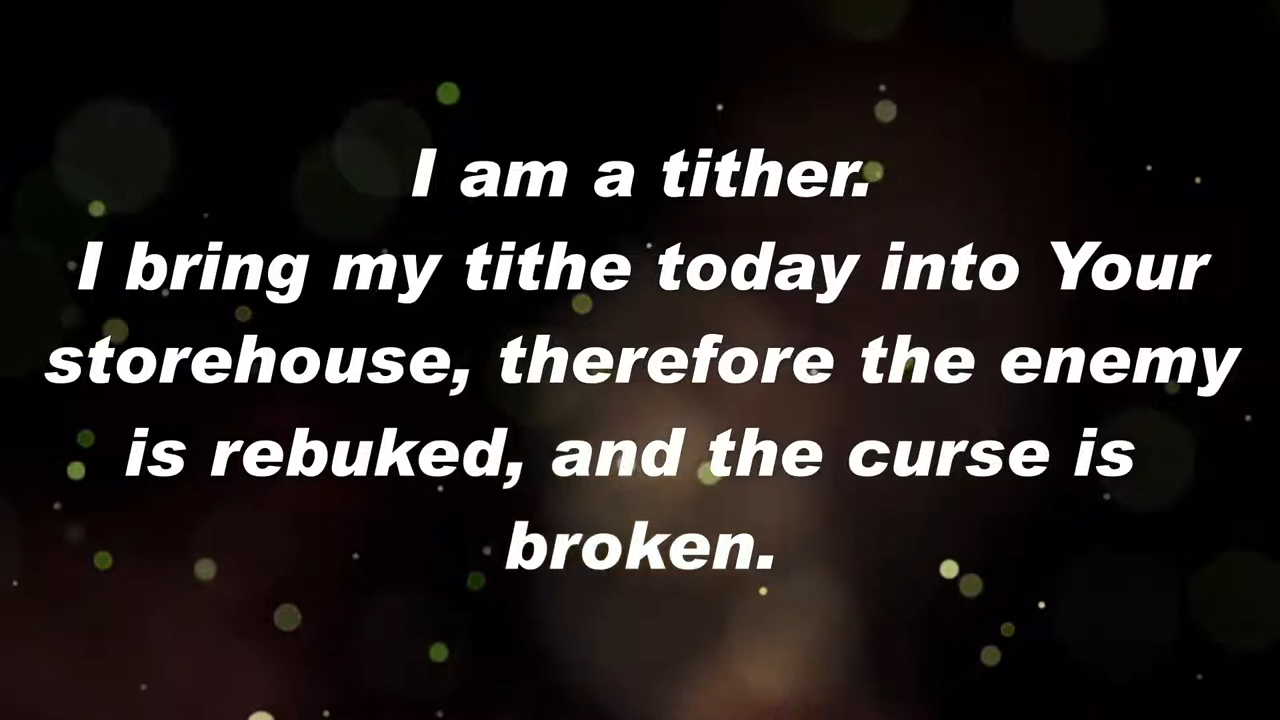 I am a tither.
I bring my tithe today into Your
storehouse, therefore the enemy
is rebuked, and the curse is
broken.